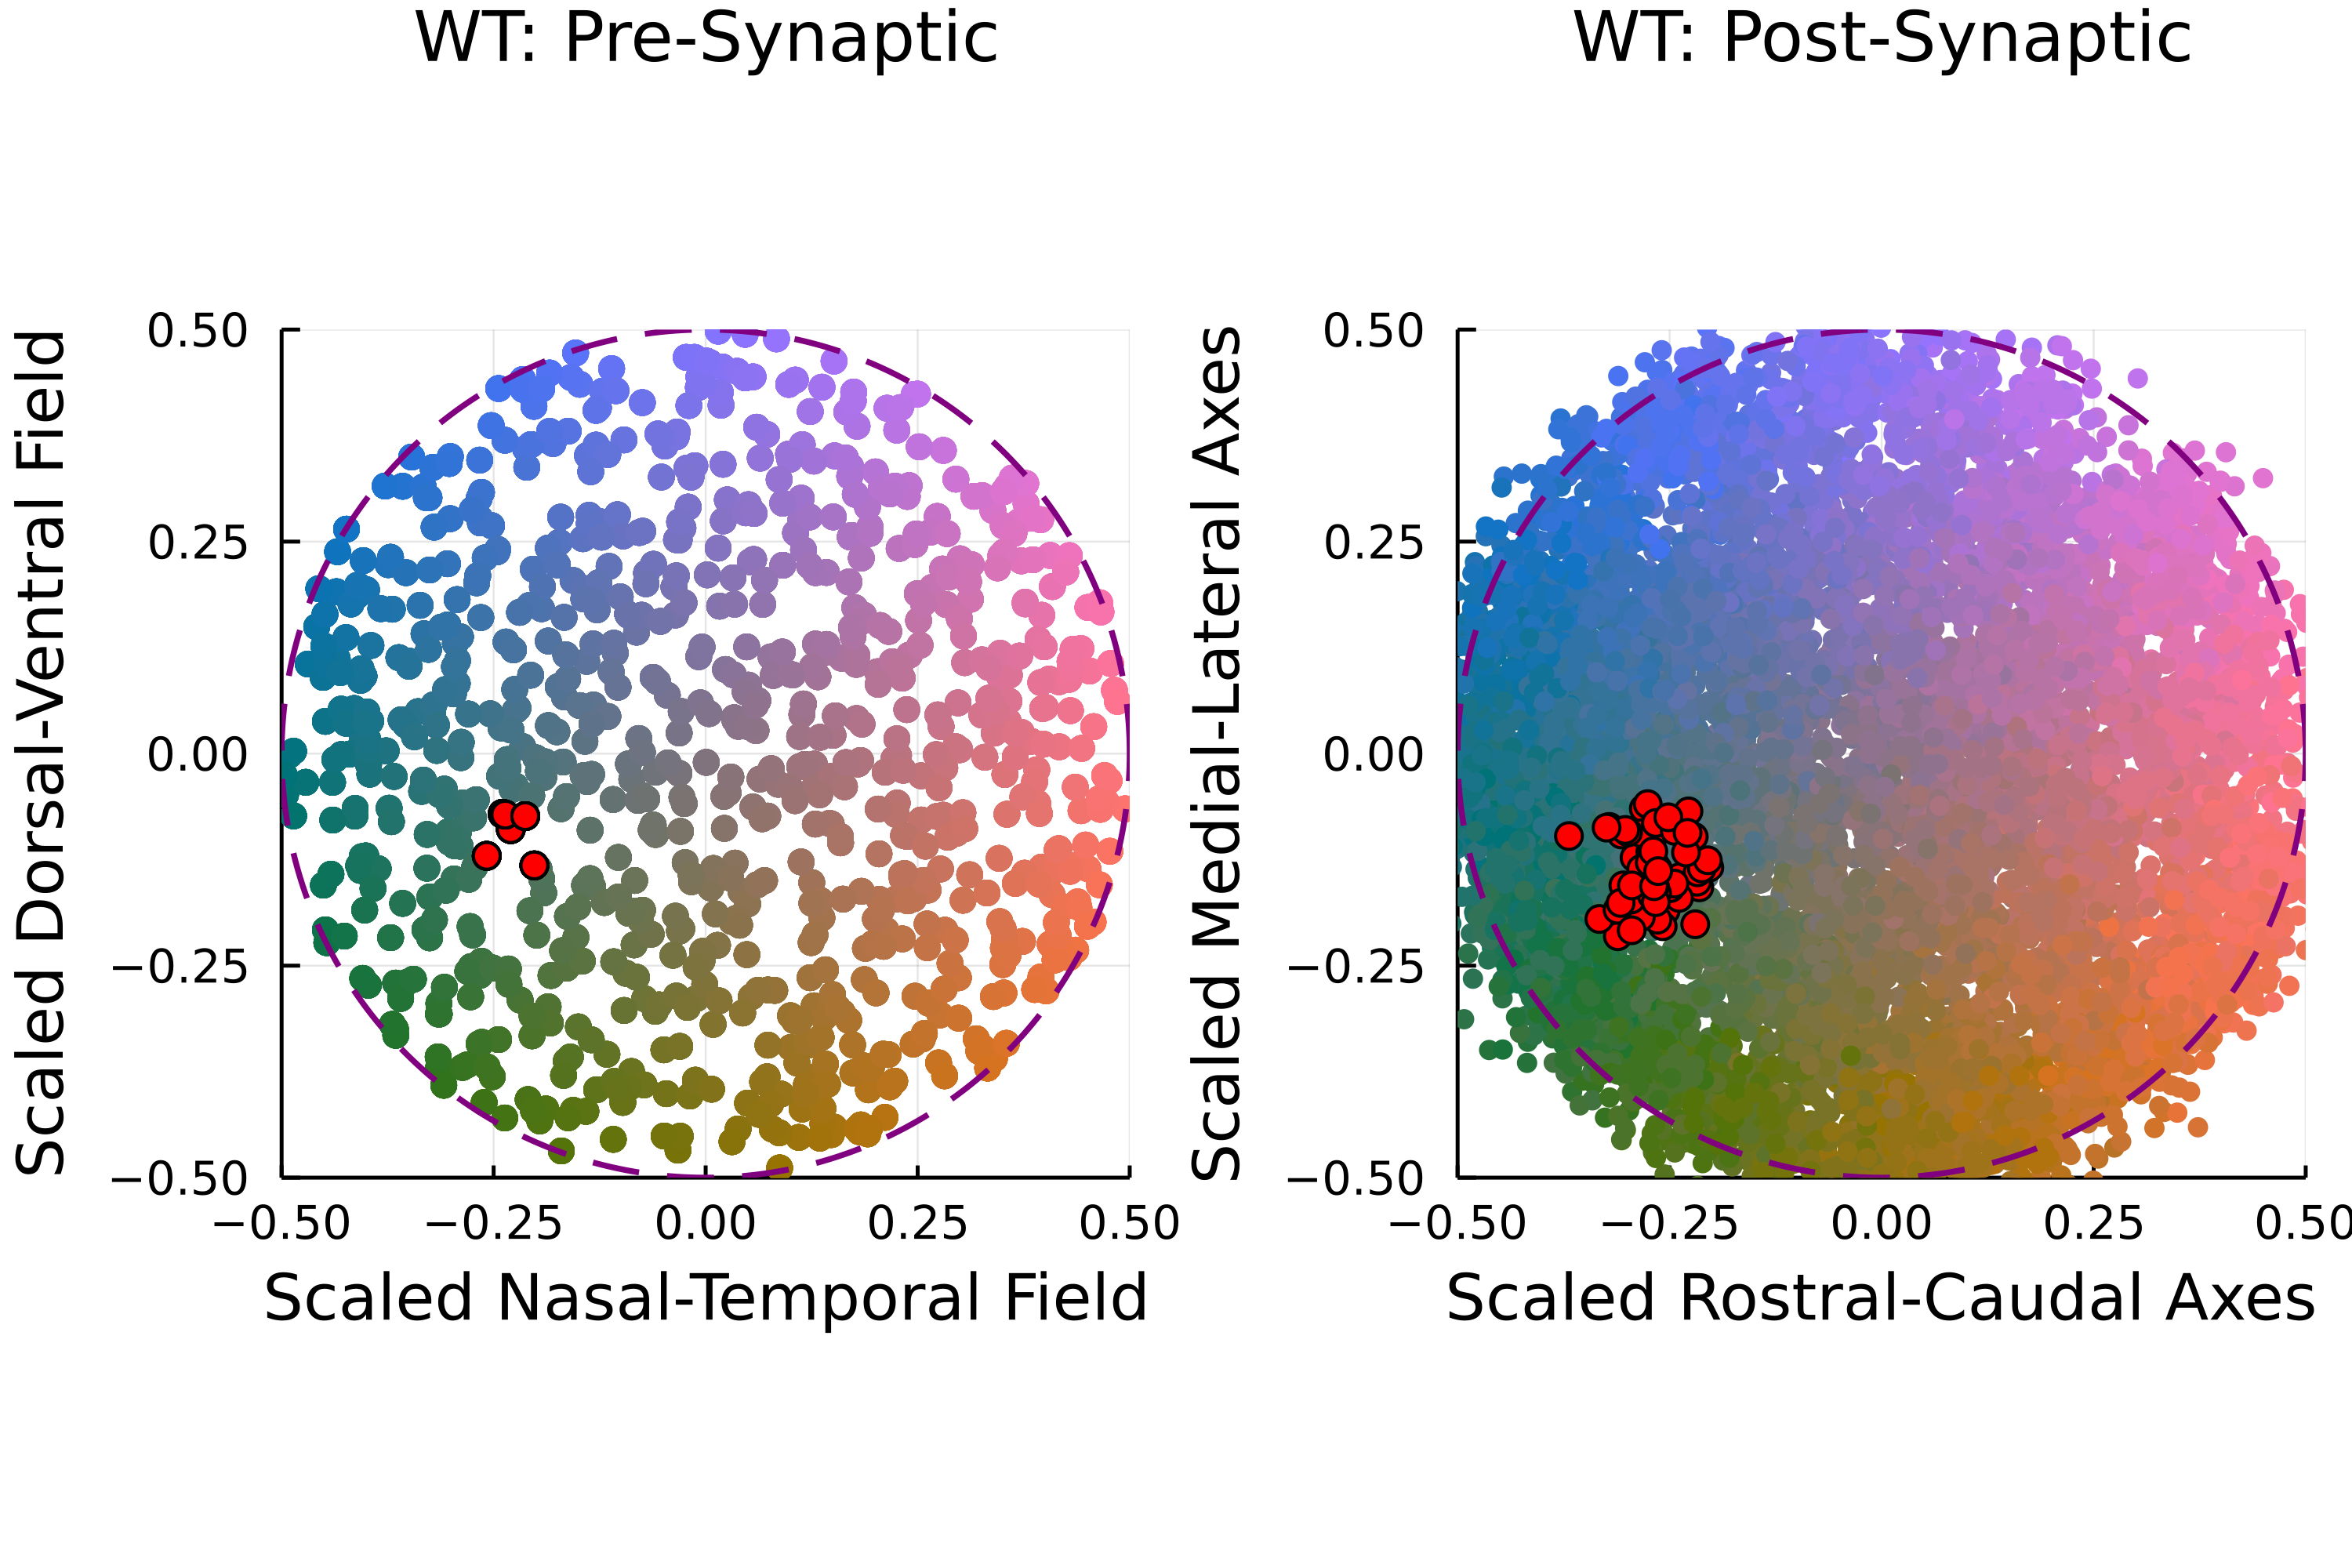 WT: Pre-Synaptic
Scaled Dorsal-Ventral Field
0.50
0.25
0.00
−0.25
−0.50
−0.50 −0.25 0.00 0.25 0.50
Scaled Nasal-Temporal Field
WT: Post-Synaptic
Scaled Medial-Lateral Axes
0.50
0.25
0.00
−0.25
−0.50
−0.50 −0.25 0.00 0.25 0.50
Scaled Rostral-Caudal Axes